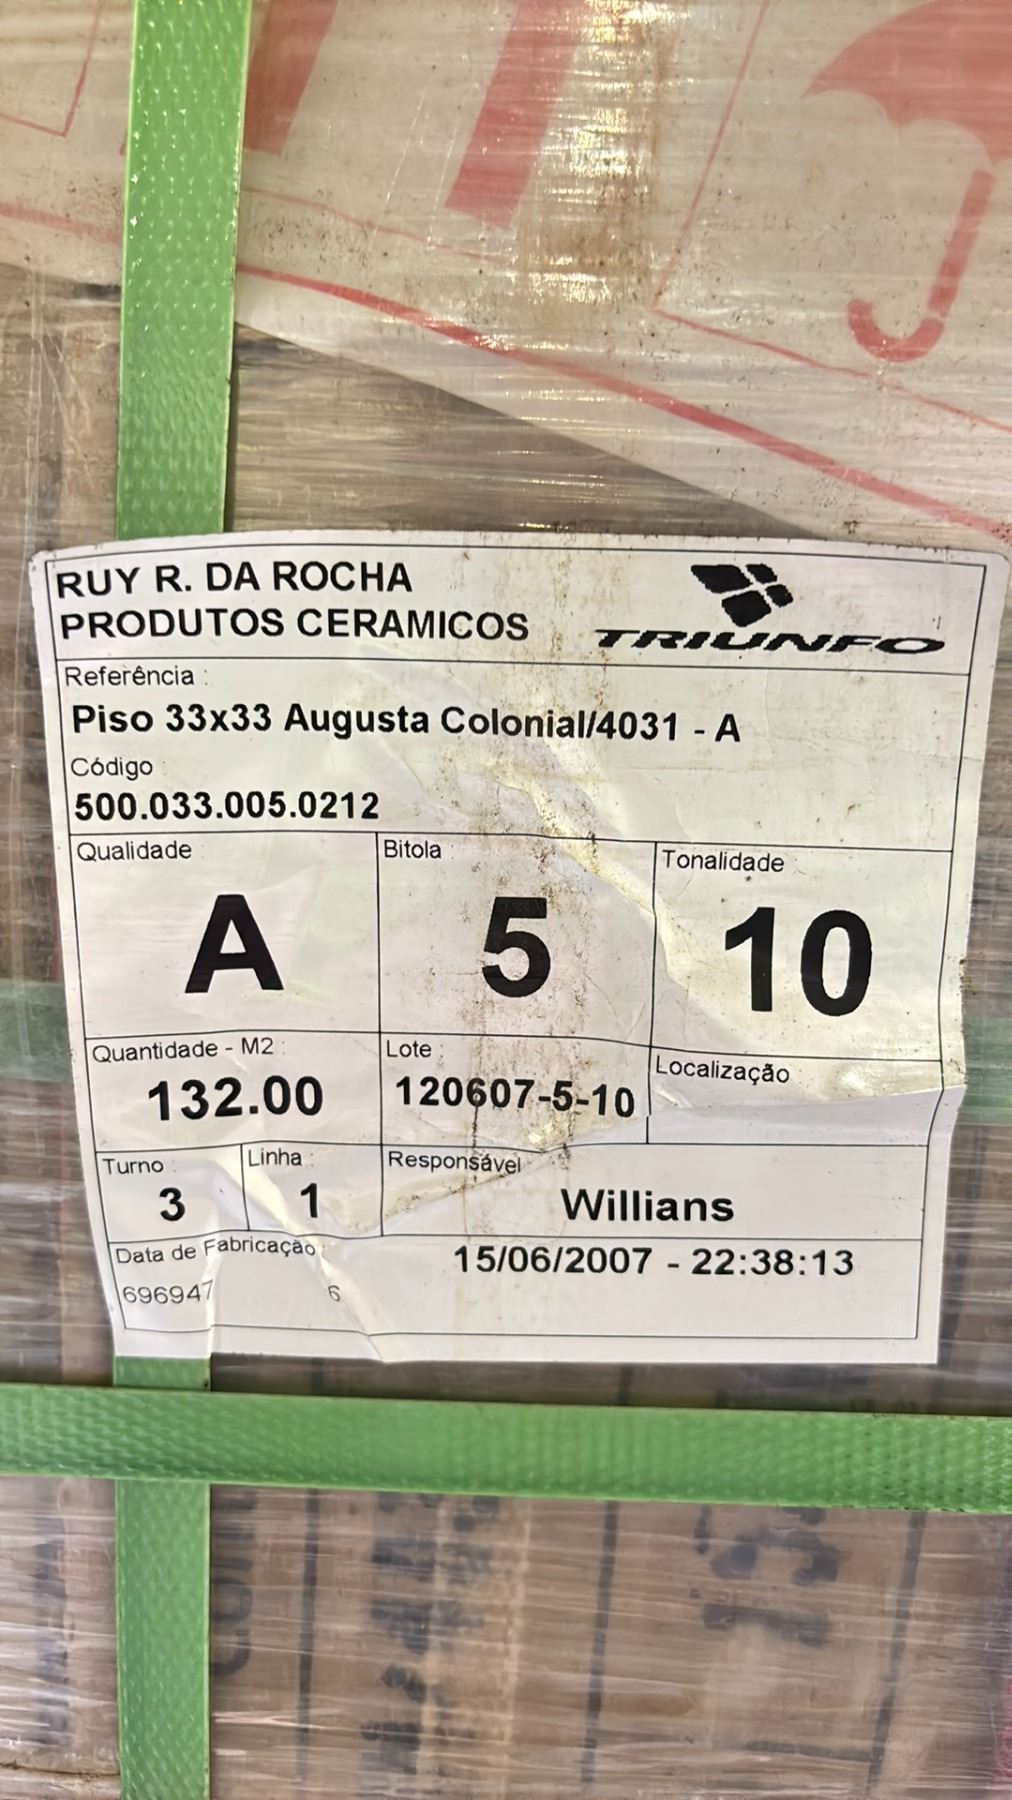 RUY R. DA ROCHA
PRODUTOS CERAMICOS
TRIUNFO
Referência :
Piso 33x33 Augusta Colonial/4031 - A
Código :
500.033.005.0212
Qualidade :
A
Bitola :
5
Tonalidade :
10
Quantidade - M2 :
132.00
Lote :
120607-5-10
Localização :
Turno :
3
Linha :
1
Responsável
Willians
Data de Fabricação :
15/06/2007 - 22:38:13
696947 6